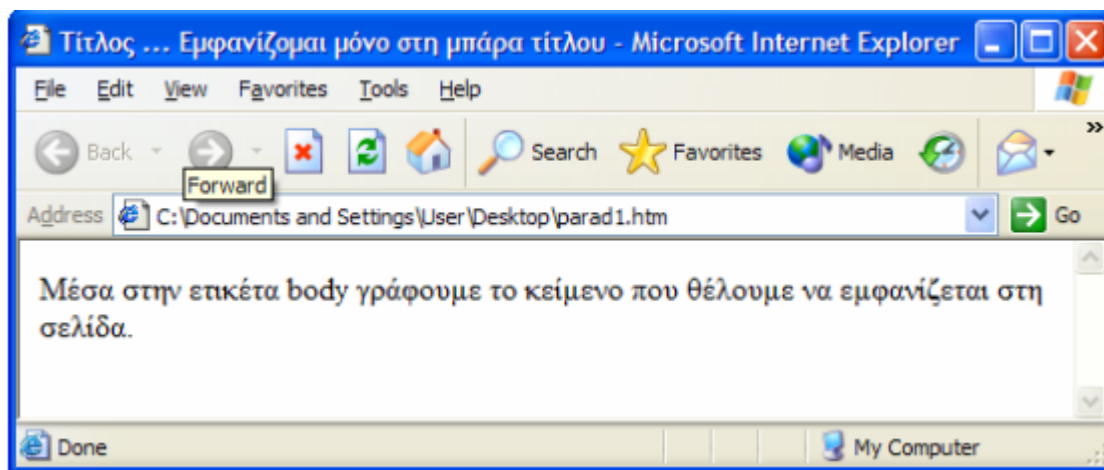 Τίτλος ... Εμφανίζομαι μόνο στη μπάρα τίτλου - Microsoft Internet Explorer
File Edit View Favorites Tools Help
Back Search Favorites Media »
Forward
Address C:\Documents and Settings\User\Desktop\parad1.htm Go
Μέσα στην ετικέτα body γράφουμε το κείμενο που θέλουμε να εμφανίζεται στη
σελίδα.
Done My Computer